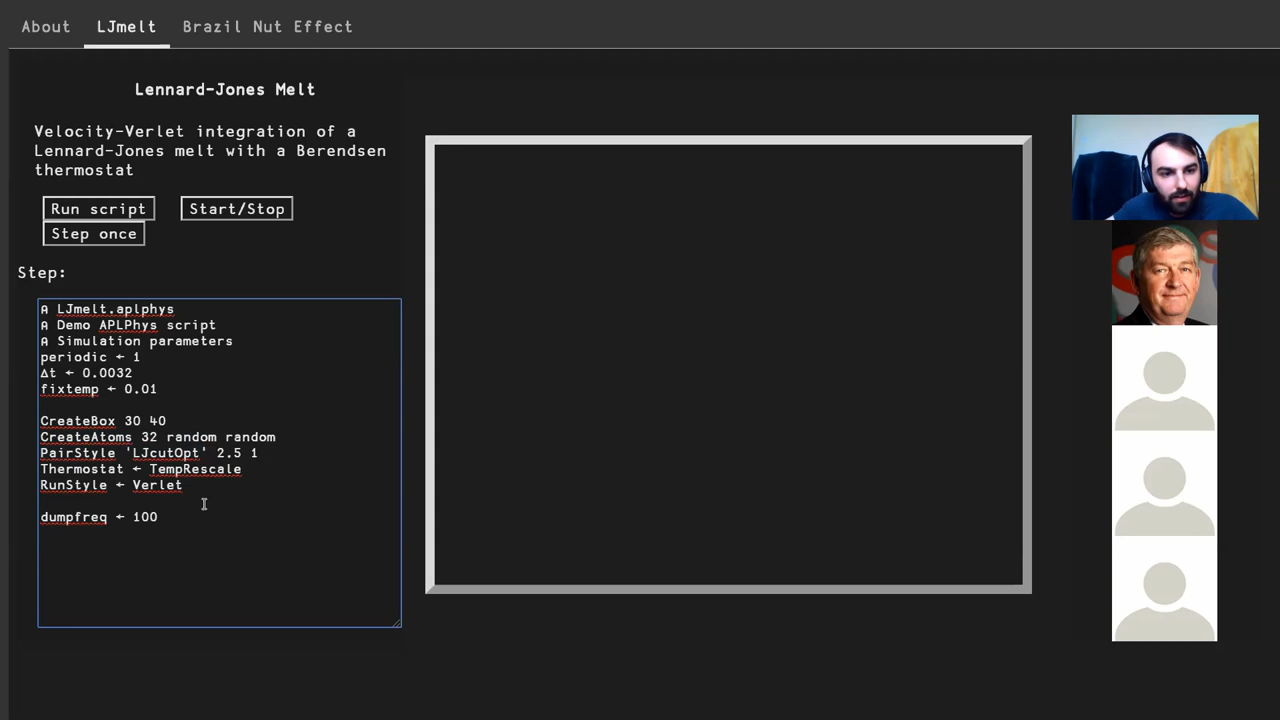 About LJmelt Brazil Nut Effect
Lennard-Jones Melt
Velocity-Verlet integration of a
Lennard-Jones melt with a Berendsen
thermostat
Run script Start/Stop
Step once
Step:
⍝ LJmelt.aplphys
⍝ Demo APLPhys script
⍝ Simulation parameters
periodic ← 1
∆t ← 0.0032
fixtemp ← 0.01
CreateBox 30 40
CreateAtoms 32 random random
PairStyle 'LJcutOpt' 2.5 1
Thermostat ← TempRescale
RunStyle ← Verlet
dumpfreq ← 100